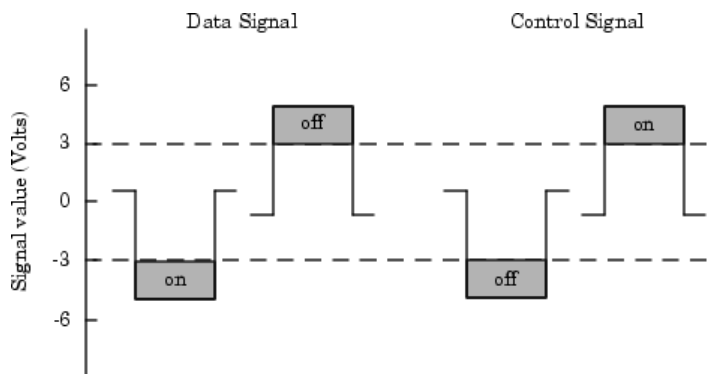 Data Signal
Control Signal
Signal value (Volts)
6
3
0
-3
-6
off
on
on
off